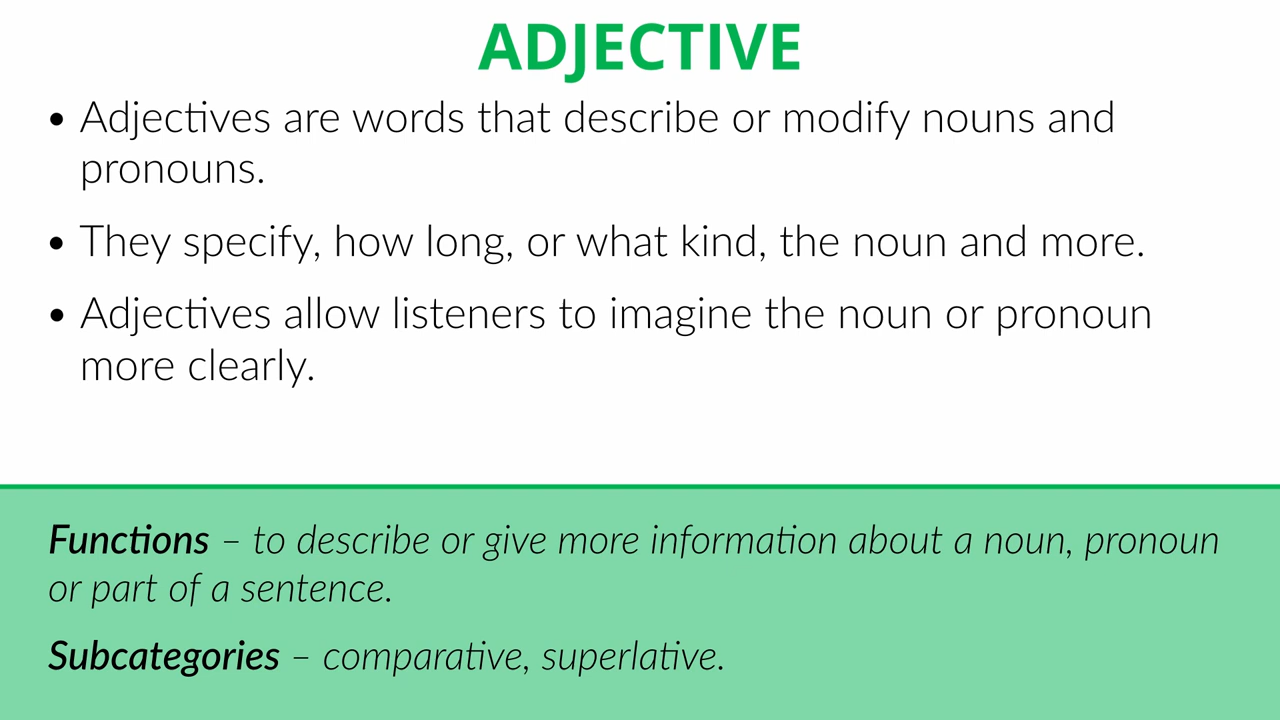 ADJECTIVE
• Adjectives are words that describe or modify nouns and
pronouns.
• They specify, how long, or what kind, the noun and more.
• Adjectives allow listeners to imagine the noun or pronoun
more clearly.
Functions – to describe or give more information about a noun, pronoun
or part of a sentence.
Subcategories – comparative, superlative.